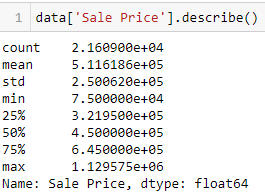 1 data['Sale Price'].describe()
count 2.160900e+04
mean 5.116186e+05
std 2.500620e+05
min 7.500000e+04
25% 3.219500e+05
50% 4.500000e+05
75% 6.450000e+05
max 1.129575e+06
Name: Sale Price, dtype: float64